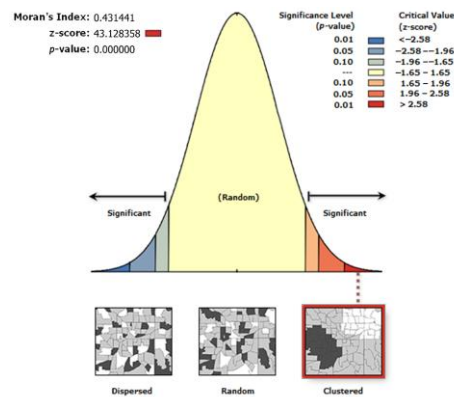 Moran's Index: 0.431441
z-score: 43.128358
p-value: 0.000000
Significance Level
(p-value)
Critical Value
(z-score)
0.01 <-2.58
0.05 -2.58 --1.96
0.10 -1.96 --1.65
--- -1.65 - 1.65
0.10 1.65 - 1.96
0.05 1.96 - 2.58
0.01 > 2.58
Significant
(Random)
Significant
Dispersed
Random
Clustered